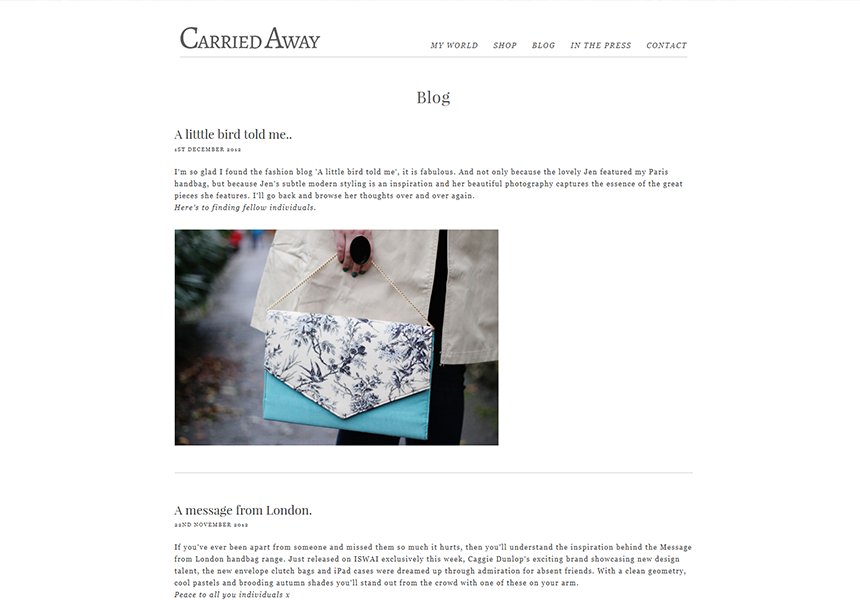 CARRIED AWAY
MY WORLD SHOP BLOG IN THE PRESS CONTACT
Blog
A litttle bird told me..
1ST DECEMBER 2012
I'm so glad I found the fashion blog 'A little bird told me', it is fabulous. And not only because the lovely Jen featured my Paris
handbag, but because Jen's subtle modern styling is an inspiration and her beautiful photography captures the essence of the great
pieces she features. I'll go back and browse her thoughts over and over again.
Here's to finding fellow individuals.
A message from London.
22ND NOVEMBER 2012
If you've ever been apart from someone and missed them so much it hurts, then you'll understand the inspiration behind the Message
from London handbag range. Just released on ISWAI exclusively this week, Caggie Dunlop's exciting brand showcasing new design
talent, the new envelope clutch bags and iPad cases were dreamed up through admiration for absent friends. With a clean geometry,
cool pastels and brooding autumn shades you'll stand out from the crowd with one of these on your arm.
Peace to all you individuals x